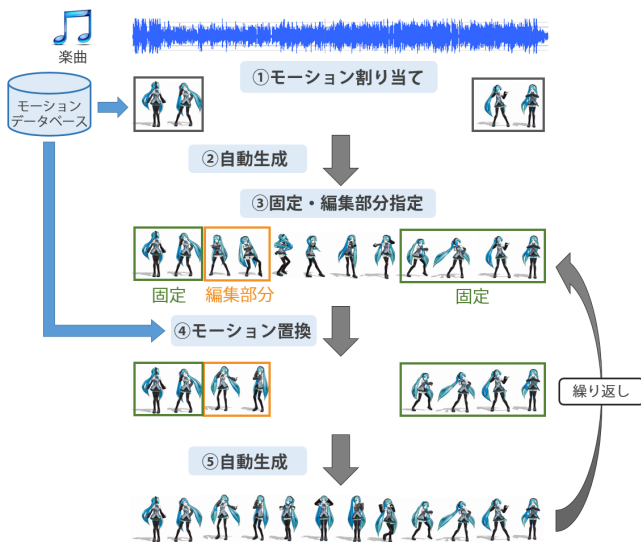 楽曲
①モーション割り当て
モーション
データベース
②自動生成
③固定・編集部分指定
固定
編集部分
固定
④モーション置換
繰り返し
⑤自動生成